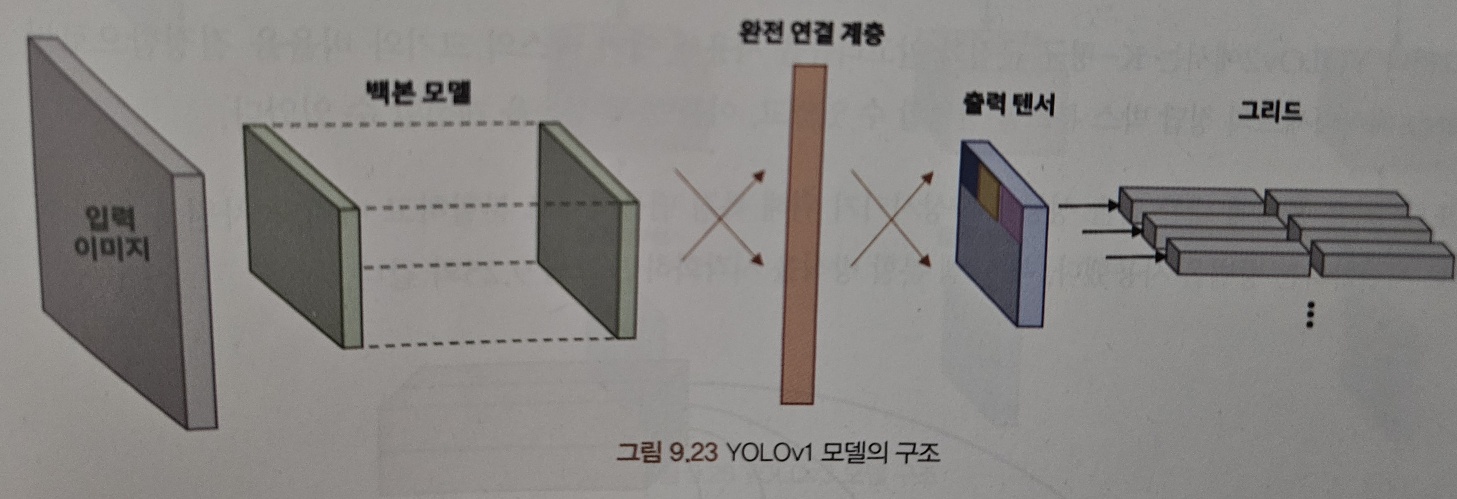 완전 연결 계층
백본 모델
출력 텐서
그리드
입력
이미지
그림 9.23 YOLOv1 모델의 구조